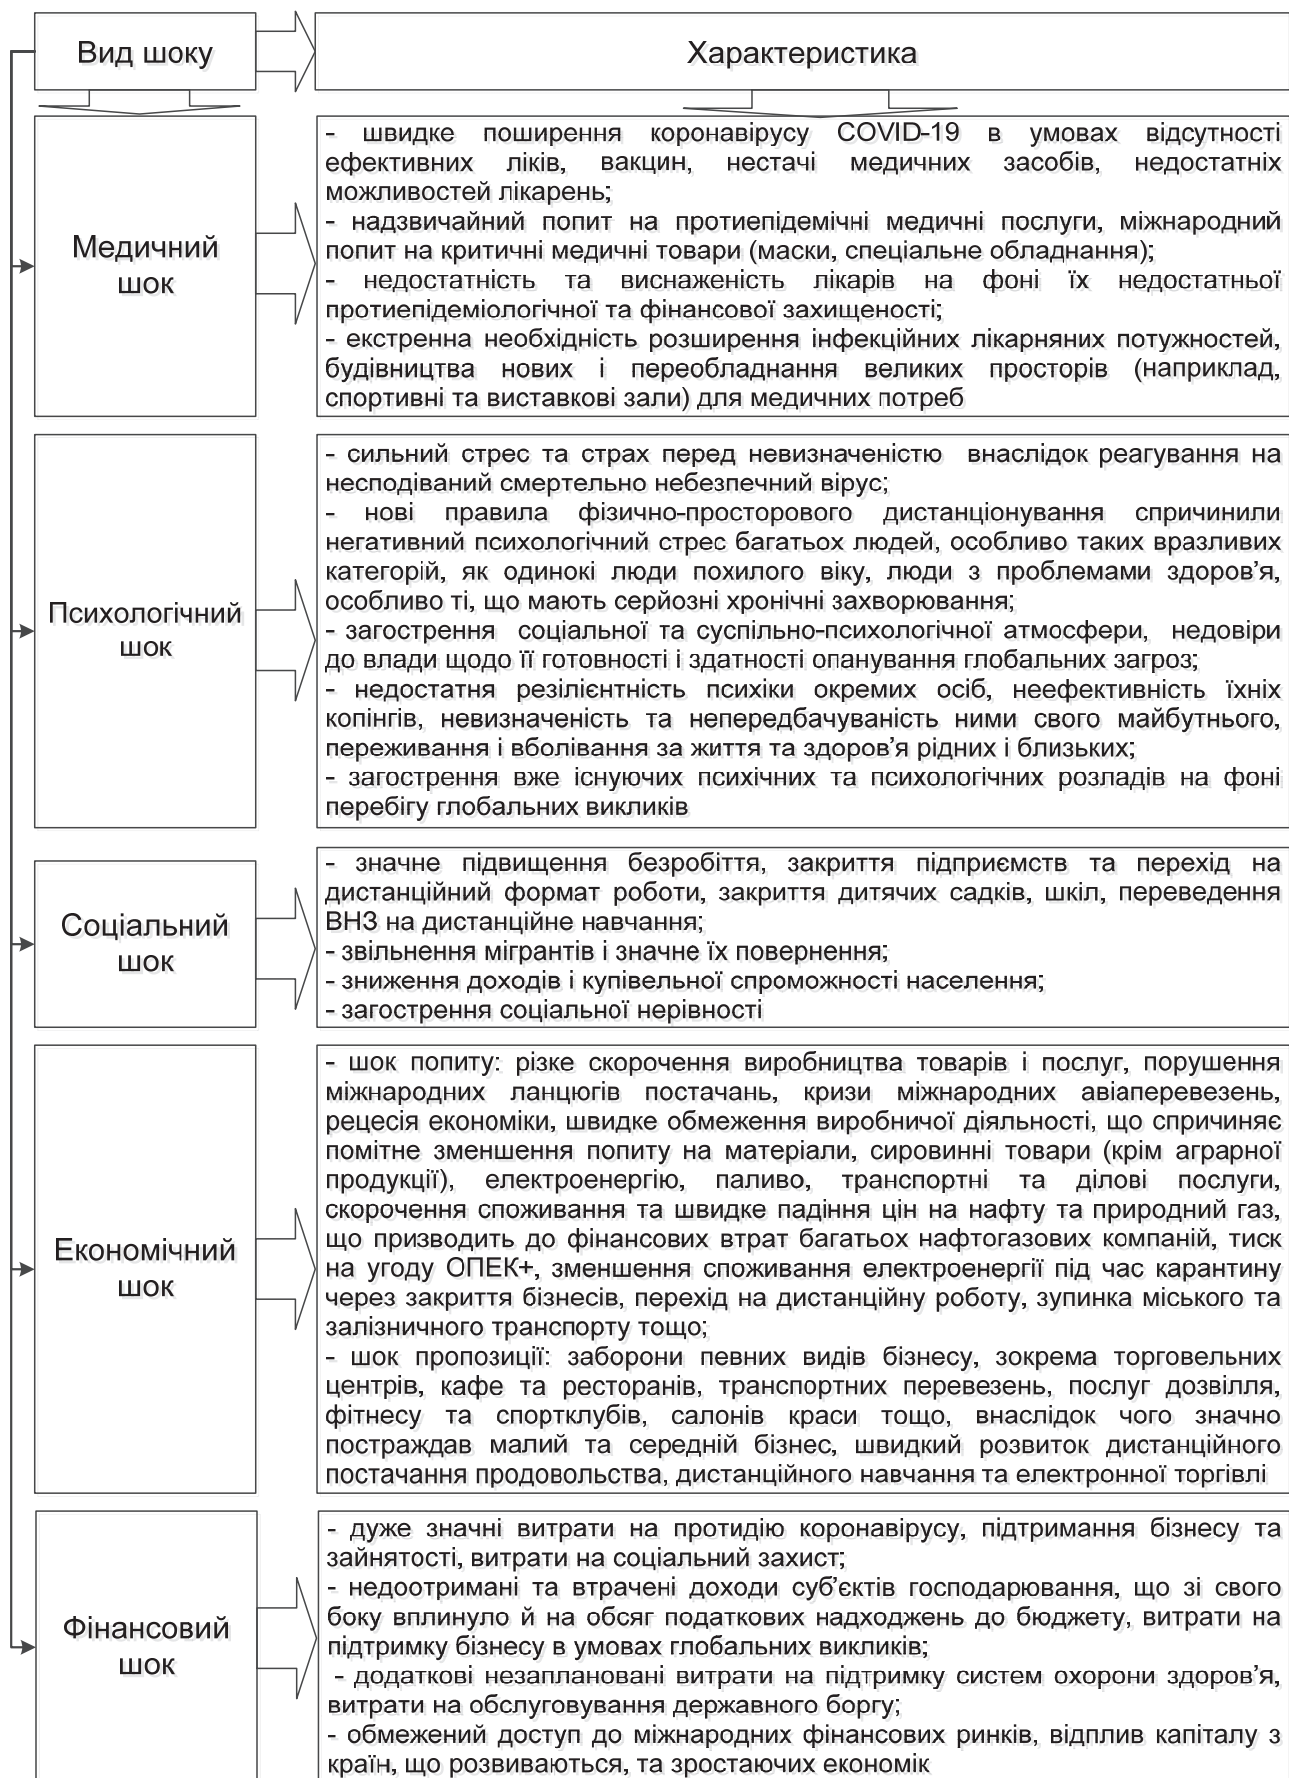 Вид шоку
Характеристика
Медичний
шок
- швидке поширення коронавірусу COVID-19 в умовах відсутності
ефективних ліків, вакцин, нестачі медичних засобів, недостатніх
можливостей лікарень;
- надзвичайний попит на протиепідемічні медичні послуги, міжнародний
попит на критичні медичні товари (маски, спеціальне обладнання);
- недостатність та виснаженість лікарів на фоні їх недостатньої
протиепідеміологічної та фінансової захищеності;
- екстренна необхідність розширення інфекційних лікарняних потужностей,
будівництва нових і переобладнання великих просторів (наприклад,
спортивні та виставкові зали) для медичних потреб
Психологічний
шок
- сильний стрес та страх перед невизначеністю внаслідок реагування на
несподіваний смертельно небезпечний вірус;
- нові правила фізично-просторового дистанціонування спричинили
негативний психологічний стрес багатьох людей, особливо таких вразливих
категорій, як одинокі люди похилого віку, люди з проблемами здоров’я,
особливо ті, що мають серйозні хронічні захворювання;
- загострення соціальної та суспільно-психологічної атмосфери, недовіри
до влади щодо її готовності і здатності опанування глобальних загроз;
- недостатня резілієнтність психіки окремих осіб, неефективність їхніх
копінгів, невизначеність та непередбачуваність ними свого майбутнього,
переживання і вболівання за життя та здоров’я рідних і близьких;
- загострення вже існуючих психічних та психологічних розладів на фоні
перебігу глобальних викликів
Соціальний
шок
- значне підвищення безробіття, закриття підприємств та перехід на
дистанційний формат роботи, закриття дитячих садків, шкіл, переведення
ВНЗ на дистанційне навчання;
- звільнення мігрантів і значне їх повернення;
- зниження доходів і купівельної спроможності населення;
- загострення соціальної нерівності
Економічний
шок
- шок попиту: різке скорочення виробництва товарів і послуг, порушення
міжнародних ланцюгів постачань, кризи міжнародних авіаперевезень,
рецесія економіки, швидке обмеження виробничої діяльності, що спричиняє
помітне зменшення попиту на матеріали, сировинні товари (крім аграрної
продукції), електроенергію, паливо, транспортні та ділові послуги,
скорочення споживання та швидке падіння цін на нафту та природний газ,
що призводить до фінансових втрат багатьох нафтогазових компаній, тиск
на угоду ОПЕК+, зменшення споживання електроенергії під час карантину
через закриття бізнесів, перехід на дистанційну роботу, зупинка міського та
залізничного транспорту тощо;
- шок пропозиції: заборони певних видів бізнесу, зокрема торговельних
центрів, кафе та ресторанів, транспортних перевезень, послуг дозвілля,
фітнесу та спортклубів, салонів краси тощо, внаслідок чого значно
постраждав малий та середній бізнес, швидкий розвиток дистанційного
постачання продовольства, дистанційного навчання та електронної торгівлі
Фінансовий
шок
- дуже значні витрати на протидію коронавірусу, підтримання бізнесу та
зайнятості, витрати на соціальний захист;
- недоотримані та втрачені доходи суб’єктів господарювання, що зі свого
боку вплинуло й на обсяг податкових надходжень до бюджету, витрати на
підтримку бізнесу в умовах глобальних викликів;
- додаткові незаплановані витрати на підтримку систем охорони здоров’я,
витрати на обслуговування державного боргу;
- обмежений доступ до міжнародних фінансових ринків, відплив капіталу з
країн, що розвиваються, та зростаючих економік